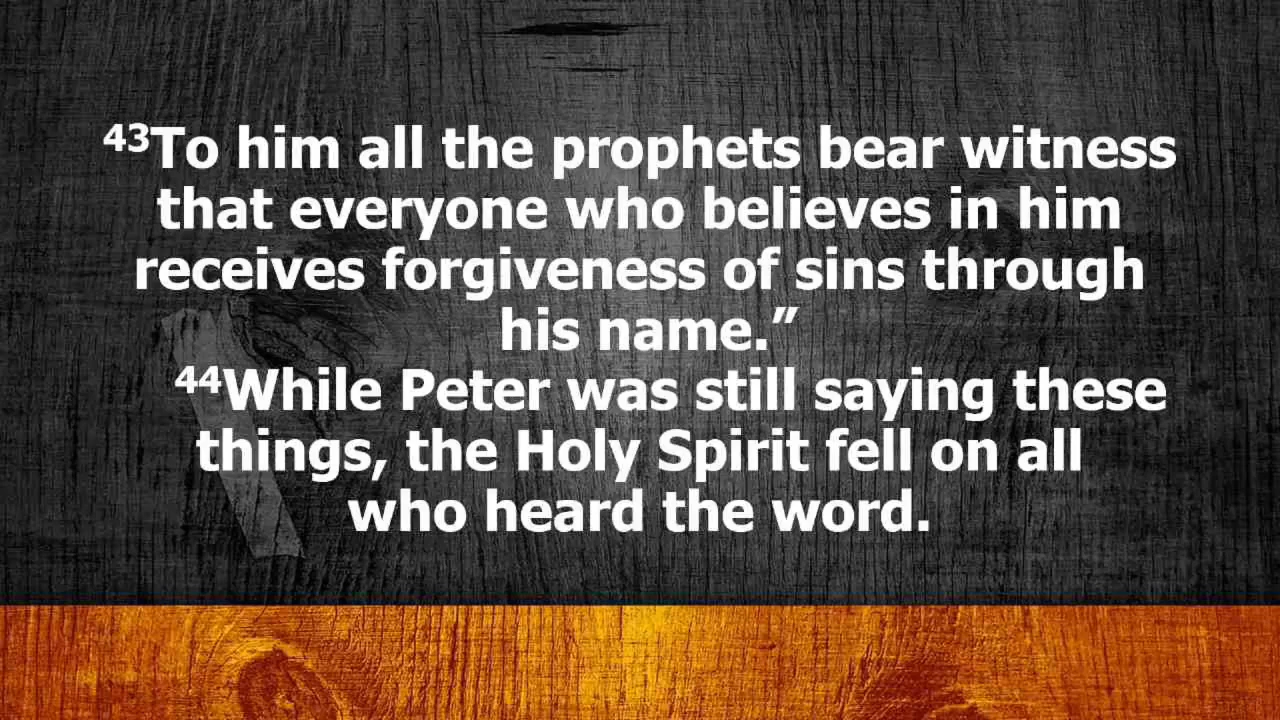 43To him all the prophets bear witness
that everyone who believes in him
receives forgiveness of sins through
his name.”
44While Peter was still saying these
things, the Holy Spirit fell on all
who heard the word.